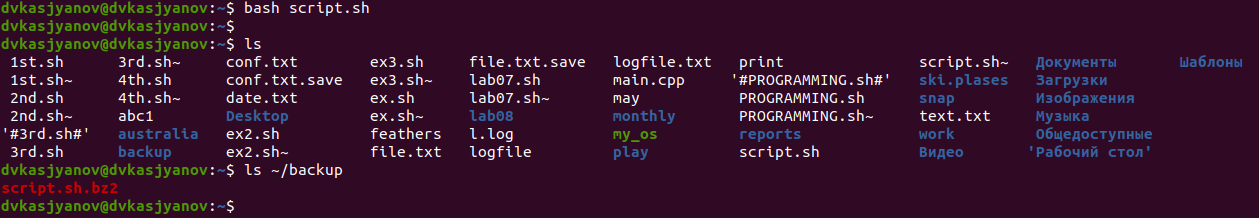 dvkasjyanov@dvkasjyanov:~$ bash script.sh
dvkasjyanov@dvkasjyanov:~$
dvkasjyanov@dvkasjyanov:~$ ls
1st.sh 3rd.sh~ conf.txt ex3.sh file.txt.save logfile.txt print script.sh~ Документы Шаблоны
1st.sh~ 4th.sh conf.txt.save ex3.sh~ lab07.sh main.cpp '#PROGRAMMING.sh#' ski.plases Загрузки
2nd.sh 4th.sh~ date.txt ex.sh lab07.sh~ may PROGRAMMING.sh snap Изображения
2nd.sh~ abc1 Desktop ex.sh~ lab08 monthly PROGRAMMING.sh~ text.txt Музыка
'#3rd.sh#' australia ex2.sh feathers l.log my_os reports work Общедоступные
3rd.sh backup ex2.sh~ file.txt logfile play script.sh Видео 'Рабочий стол'
dvkasjyanov@dvkasjyanov:~$ ls ~/backup
script.sh.bz2
dvkasjyanov@dvkasjyanov:~$